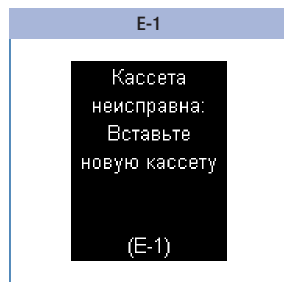 E-1
Кассета
неисправна:
Вставьте
новую кассету
(E-1)